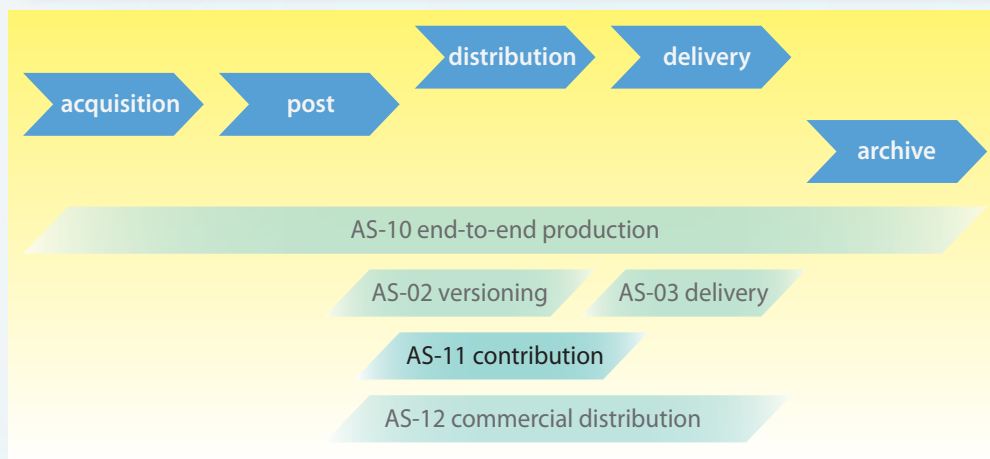 distribution
delivery
acquisition
post
archive
AS-10 end-to-end production
AS-02 versioning
AS-03 delivery
AS-11 contribution
AS-12 commercial distribution